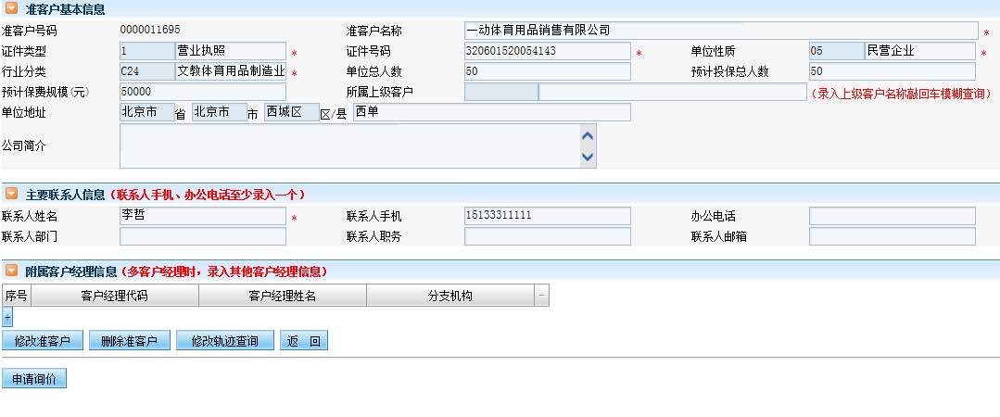 准客户基本信息
准客户号码 0000011695 准客户名称 一动体育用品销售有限公司 *
证件类型 1 营业执照 * 证件号码 320601520054143 * 单位性质 05 民营企业 *
行业分类 C24 文教体育用品制造业 * 单位总人数 50 预计投保总人数 50
预计保费规模(元) 50000 所属上级客户 (录入上级客户名称敲回车模糊查询)
单位地址 北京市 省 北京市 市 西城区 区/县 西单
公司简介
主要联系人信息(联系人手机、办公电话至少录入一个)
联系人姓名 李哲 * 联系人手机 15133311111 办公电话
联系人部门 联系人职务 联系人邮箱
附属客户经理信息(多客户经理时，录入其他客户经理信息)
序号 客户经理代码 客户经理姓名 分支机构 -
+
修改准客户 删除准客户 修改轨迹查询 返 回
申请询价